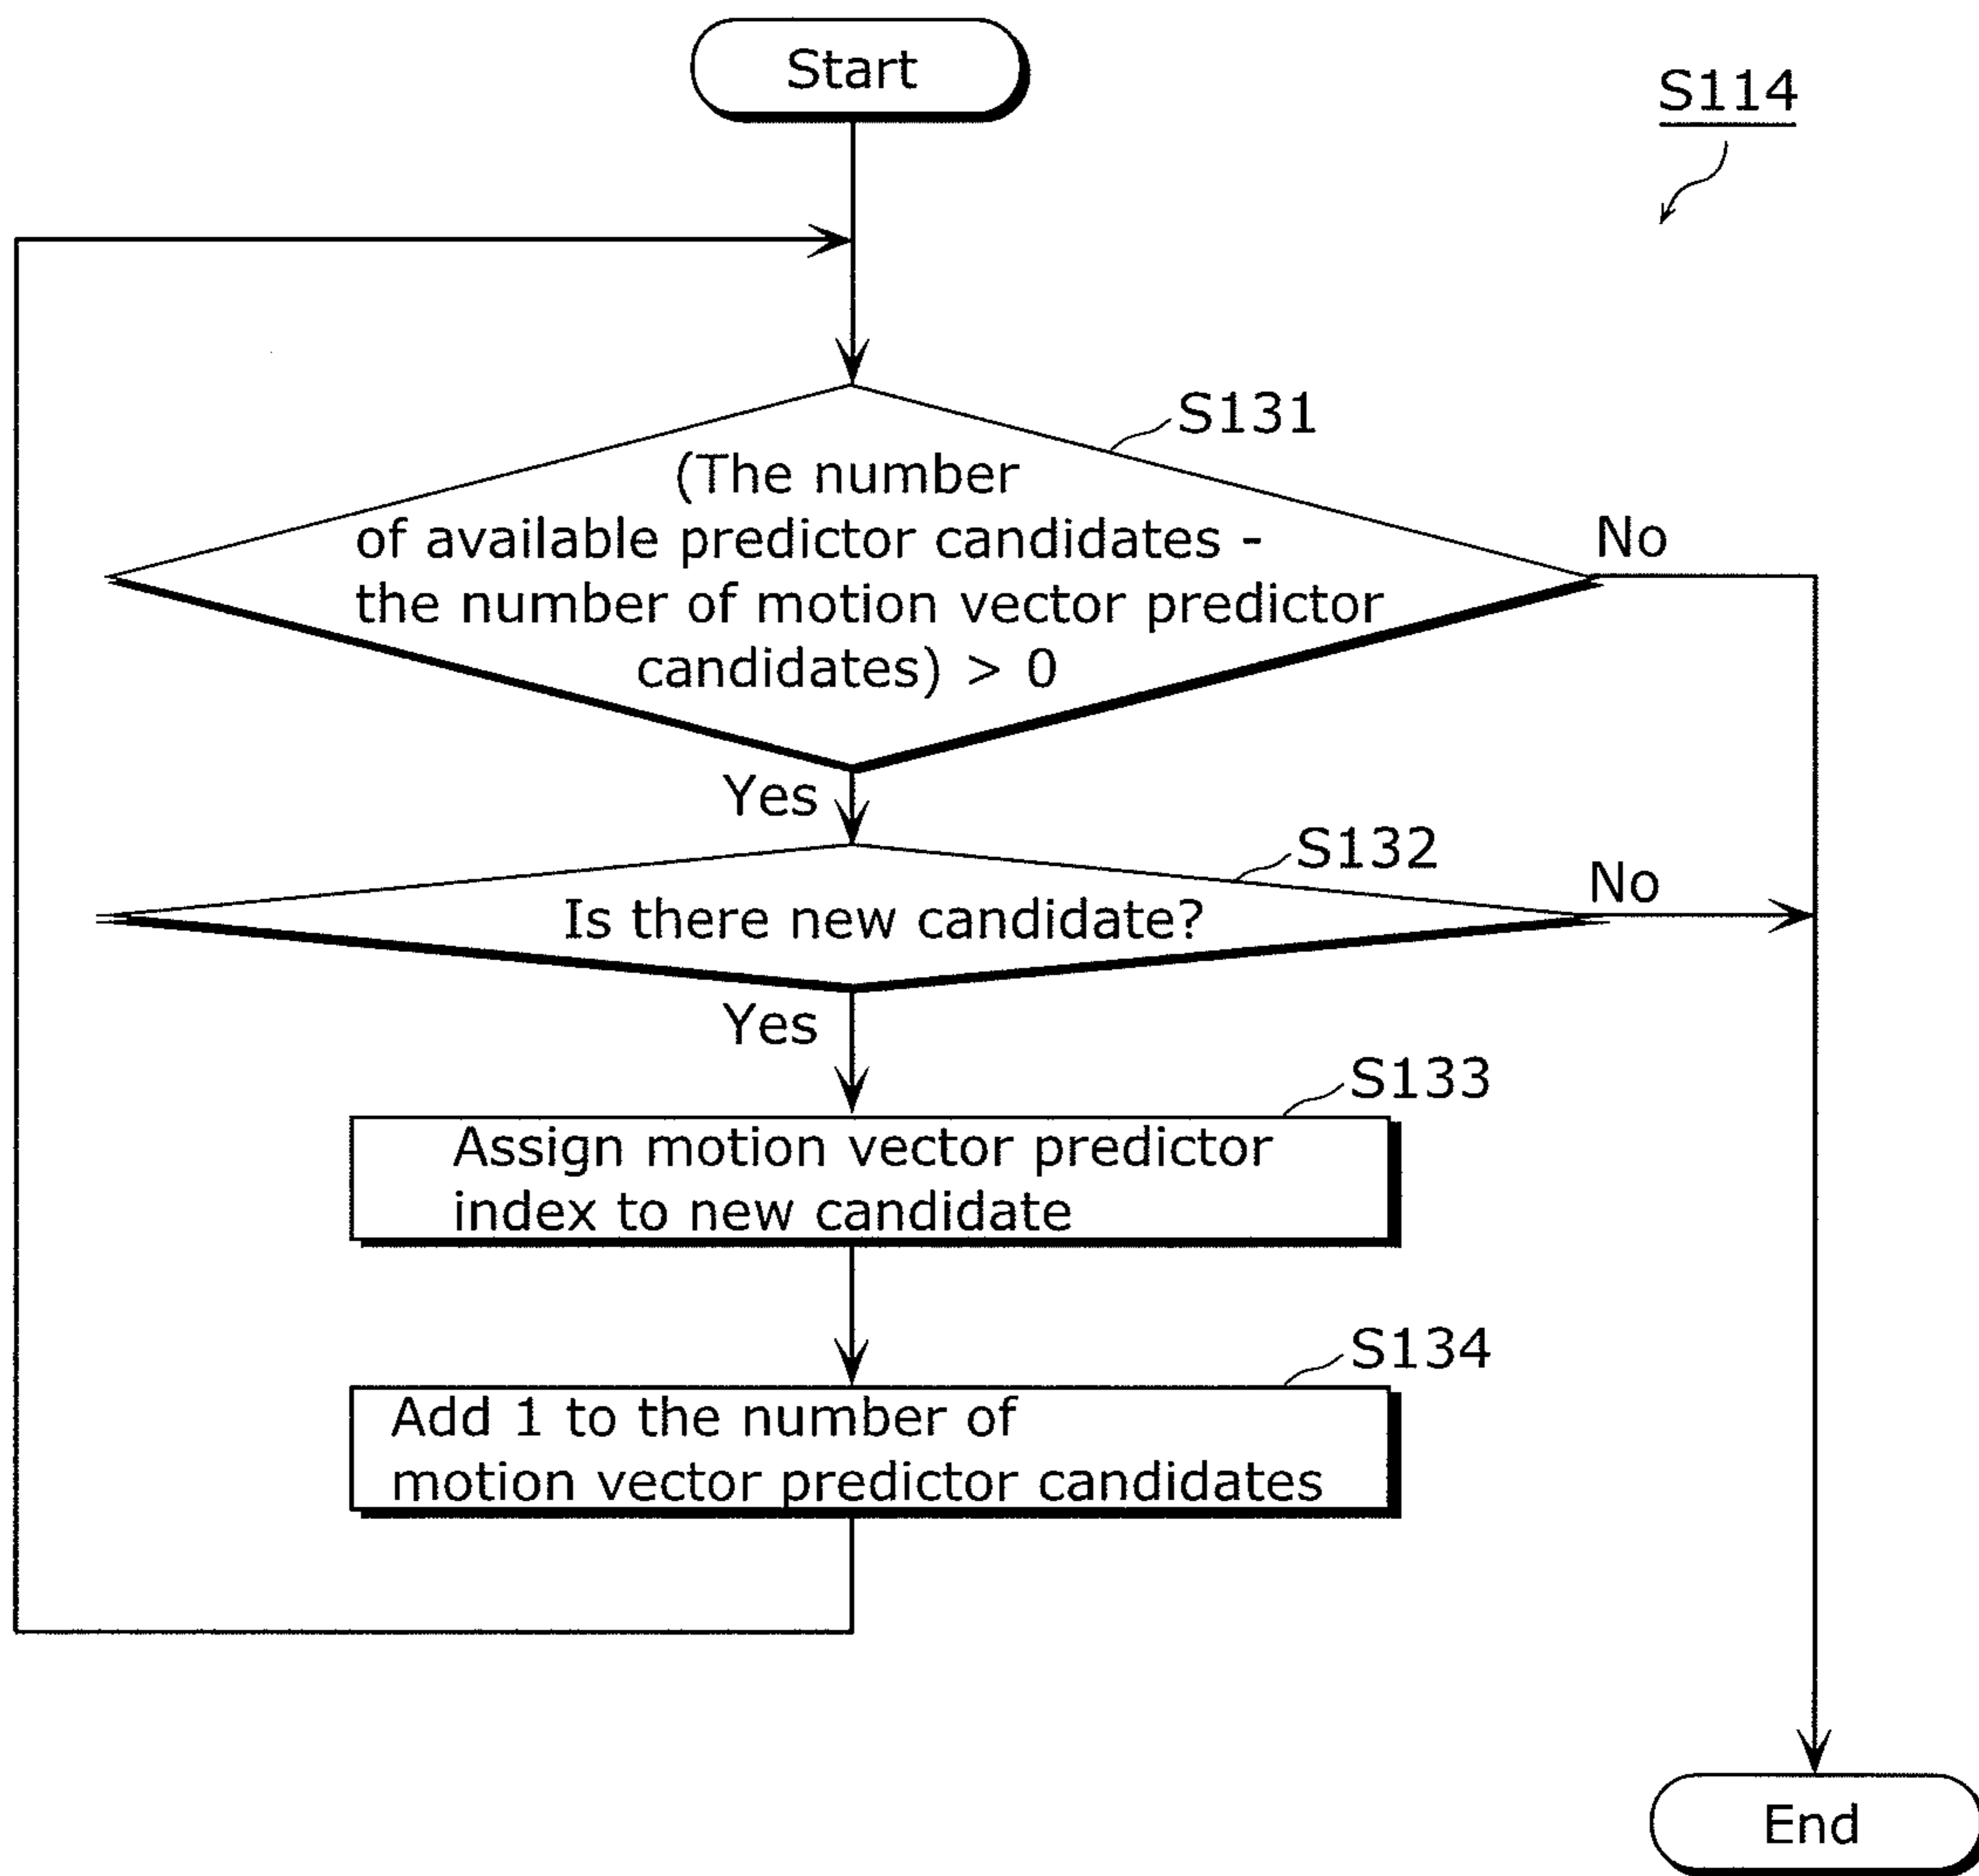 Start
S114
S131
(The number
of available predictor candidates -
the number of motion vector predictor
candidates) > 0
No
Yes
S132
Is there new candidate?
No
Yes
S133
Assign motion vector predictor
index to new candidate
S134
Add 1 to the number of
motion vector predictor candidates
End